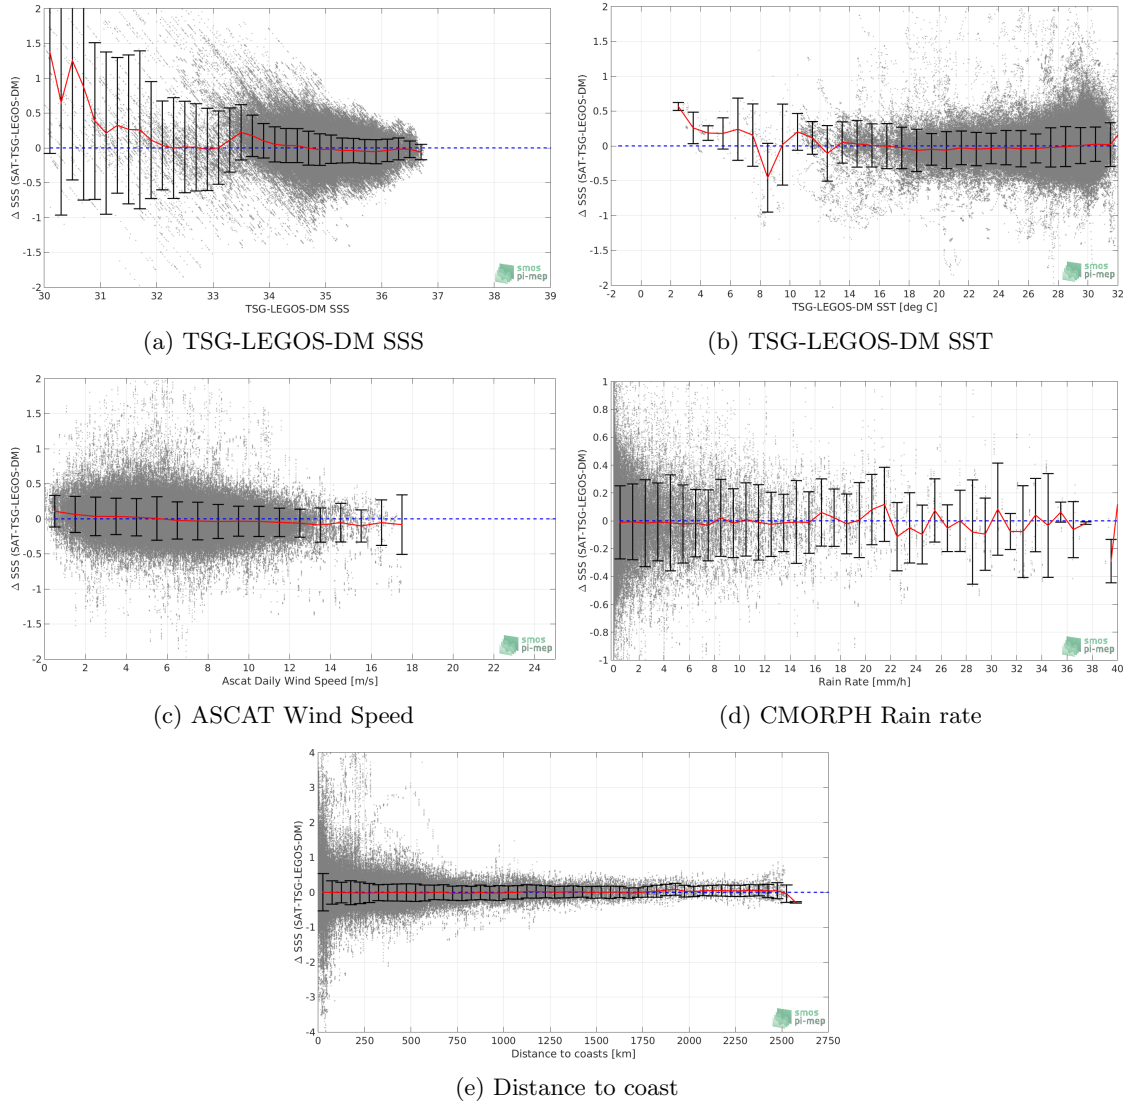 2
1.5
1
0.5
0
-0.5
-1
-1.5
-2
Δ SSS (SAT-TSG-LEGOS-DM)
30 31 32 33 34 35 36 37 38 39
TSG-LEGOS-DM SSS
smos
pi-mep
(a) TSG-LEGOS-DM SSS
2
1.5
1
0.5
0
-0.5
-1
-1.5
-2
Δ SSS (SAT-TSG-LEGOS-DM)
-2 0 2 4 6 8 10 12 14 16 18 20 22 24 26 28 30 32
TSG-LEGOS-DM SST [deg C]
smos
pi-mep
(b) TSG-LEGOS-DM SST
2
1.5
1
0.5
0
-0.5
-1
-1.5
-2
Δ SSS (SAT-TSG-LEGOS-DM)
0 2 4 6 8 10 12 14 16 18 20 22 24
Ascat Daily Wind Speed [m/s]
smos
pi-mep
(c) ASCAT Wind Speed
1
0.8
0.6
0.4
0.2
0
-0.2
-0.4
-0.6
-0.8
-1
Δ SSS (SAT-TSG-LEGOS-DM)
0 2 4 6 8 10 12 14 16 18 20 22 24 26 28 30 32 34 36 38 40
Rain Rate [mm/h]
smos
pi-mep
(d) CMORPH Rain rate
4
3
2
1
0
-1
-2
-3
-4
Δ SSS (SAT-TSG-LEGOS-DM)
0 250 500 750 1000 1250 1500 1750 2000 2250 2500 2750
Distance to coasts [km]
smos
pi-mep
(e) Distance to coast